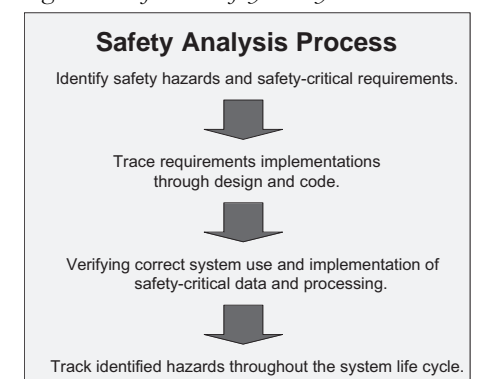 Safety Analysis Process
Identify safety hazards and safety-critical requirements.
Trace requirements implementations
through design and code.
Verifying correct system use and implementation of
safety-critical data and processing.
Track identified hazards throughout the system life cycle.